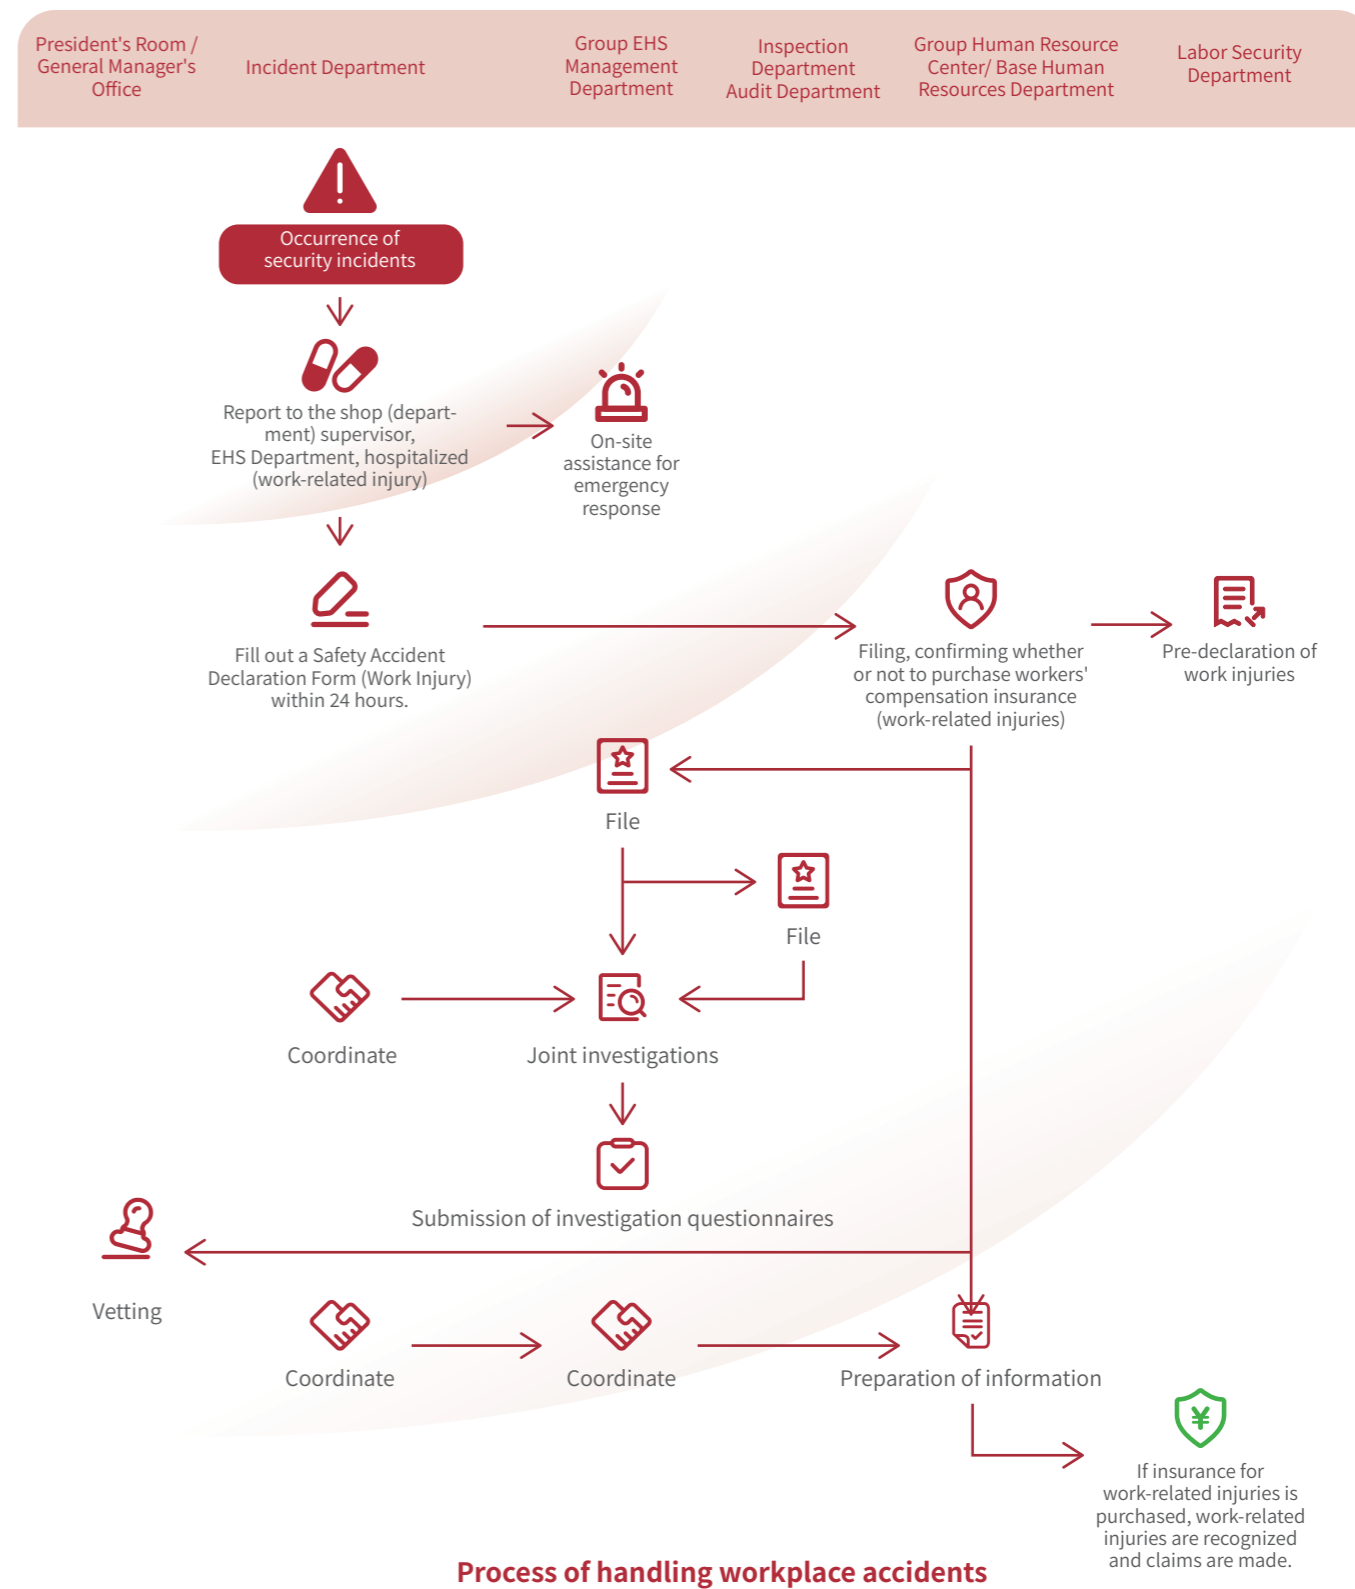 President's Room /
General Manager's
Office
Incident Department
Group EHS
Management
Department
Inspection
Department
Audit Department
Group Human Resource
Center/ Base Human
Resources Department
Labor Security
Department
Occurrence of
security incidents
Report to the shop (depart-
ment) supervisor,
EHS Department, hospitalized
(work-related injury)
On-site
assistance for
emergency
response
Fill out a Safety Accident
Declaration Form (Work Injury)
within 24 hours.
Filing, confirming whether
or not to purchase workers'
compensation insurance
(work-related injuries)
Pre-declaration of
work injuries
File
File
Coordinate
Joint investigations
Submission of investigation questionnaires
Vetting
Coordinate
Coordinate
Preparation of information
¥
If insurance for
work-related injuries is
purchased, work-related
injuries are recognized
and claims are made.
Process of handling workplace accidents